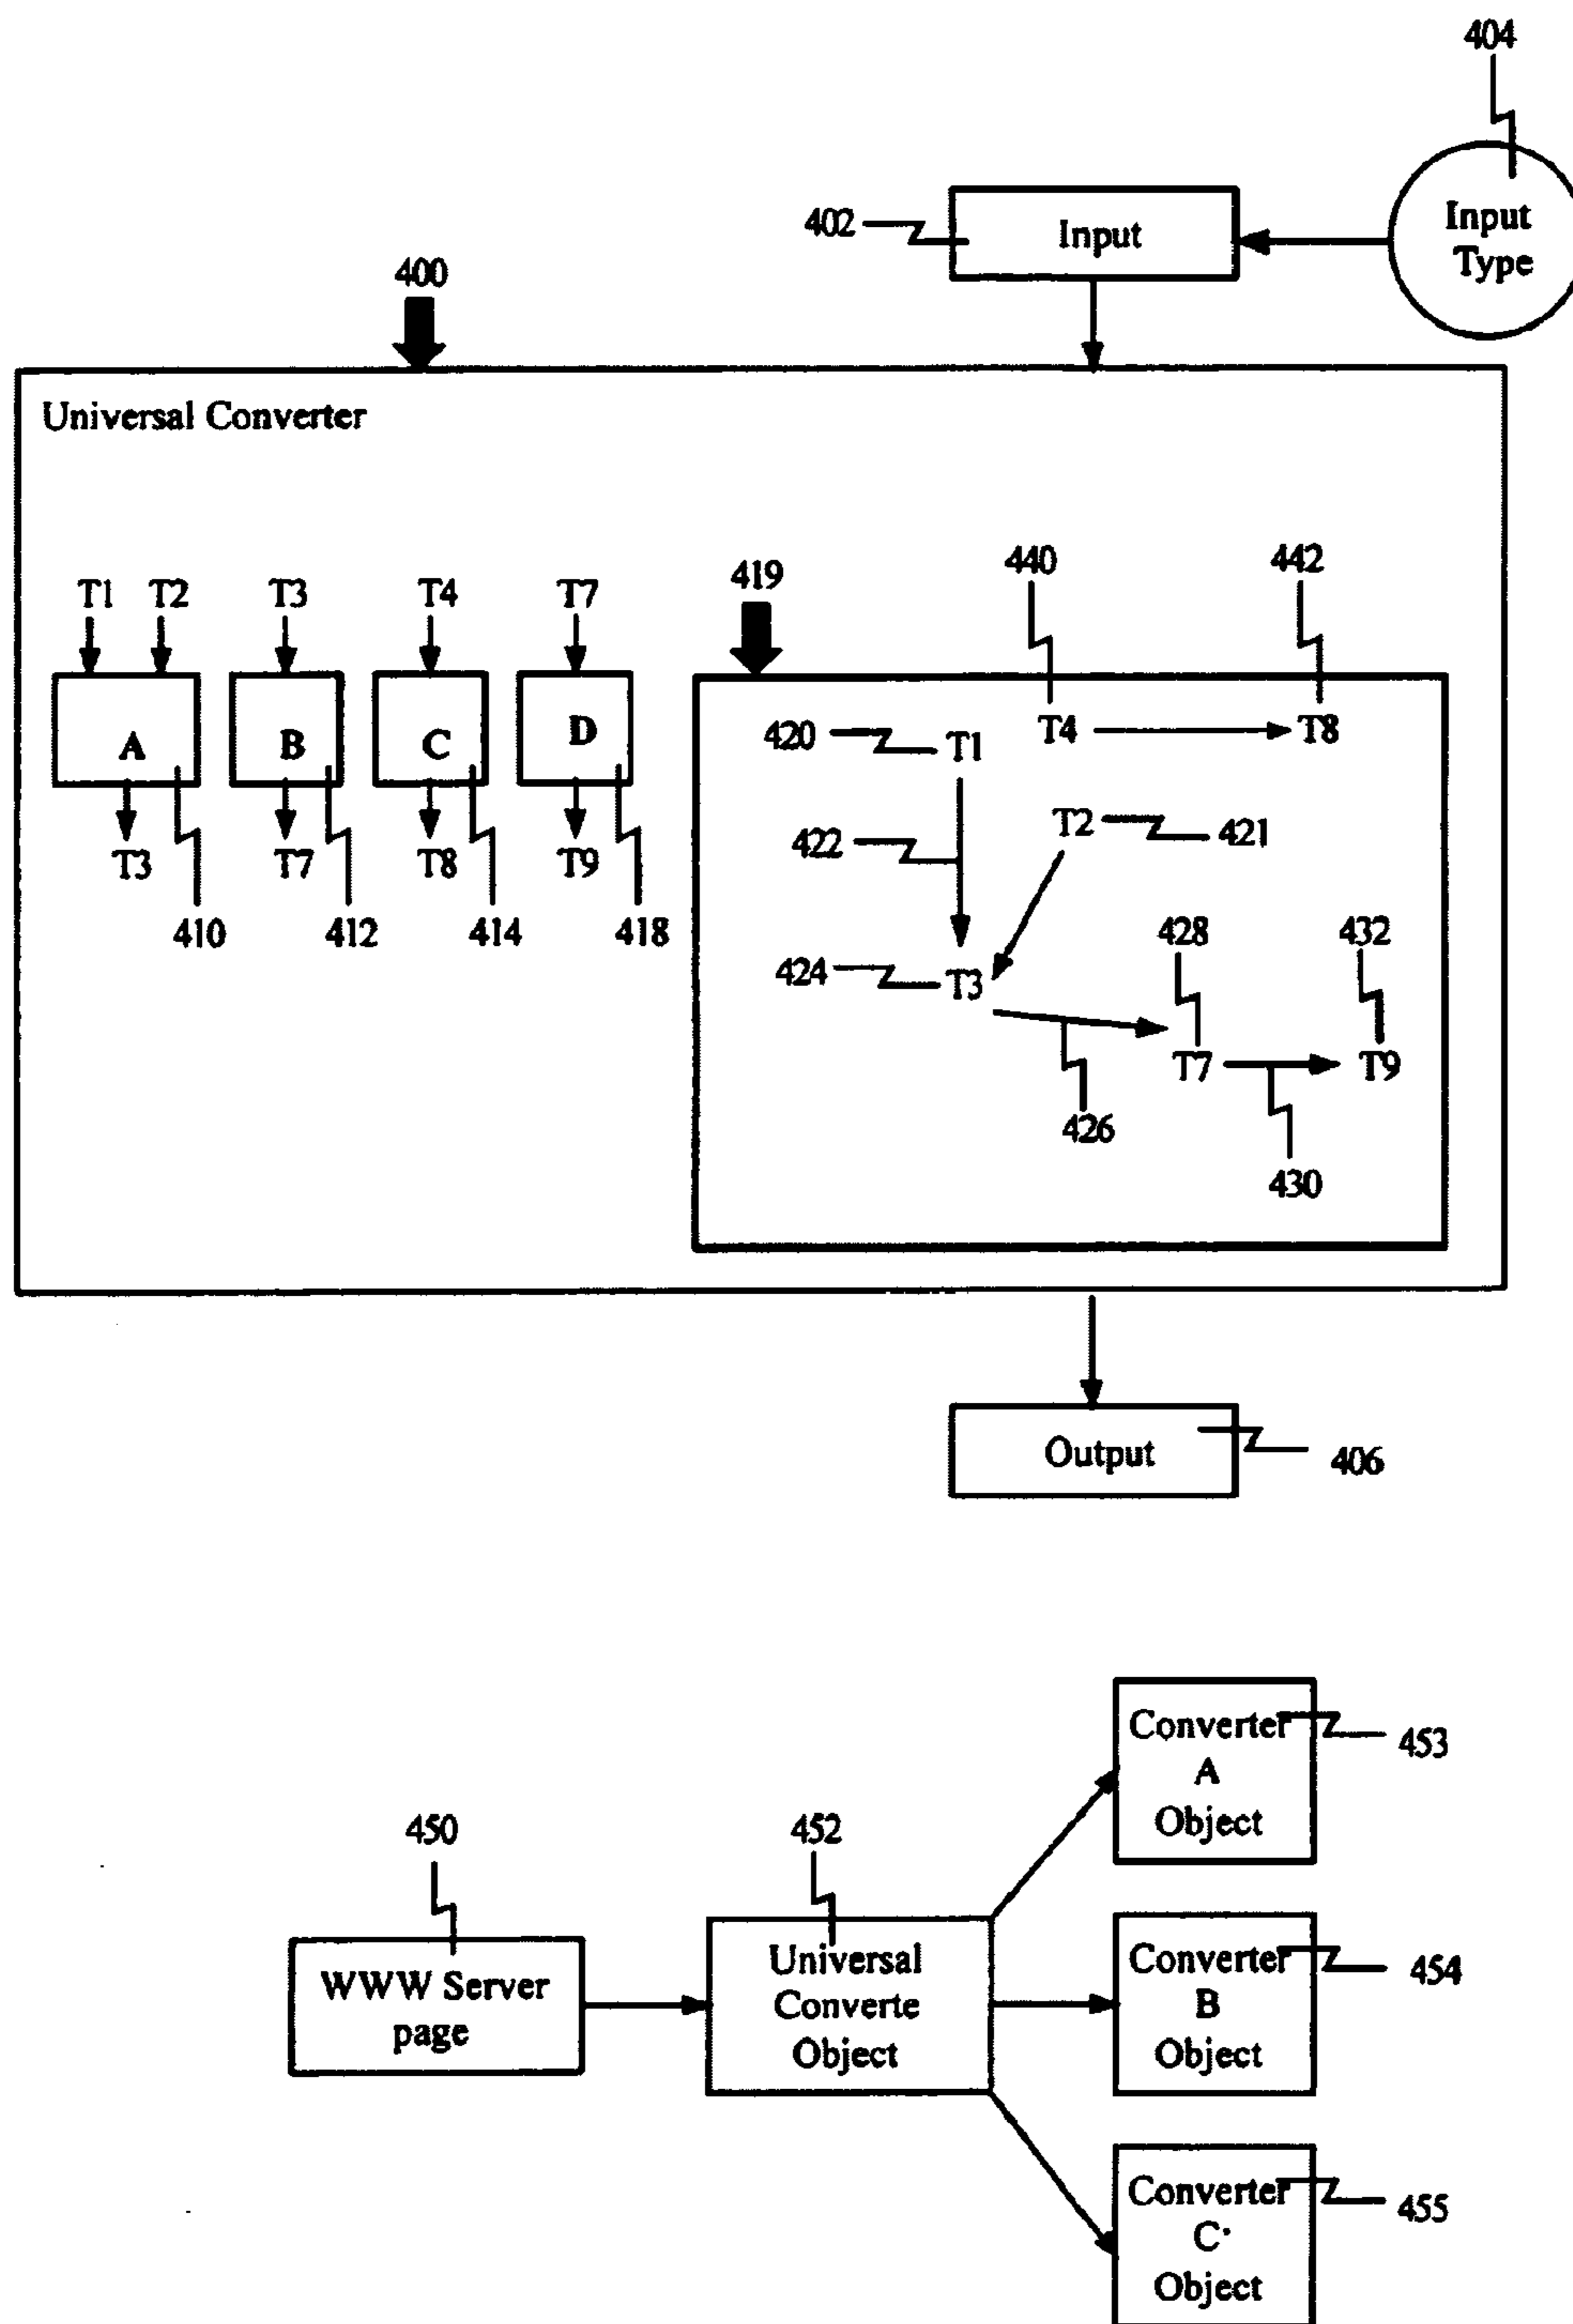 404
402
Input
Input
Type
400
Universal Converter
440
442
419
T1 T2 T3 T4 T7
T4 T8
420
T1
A B C D
T2
421
422
T3 T7 T8 T9
410 412 414 418
428
432
424
T3
T7
T9
426
430
Output
406
Converter
A
Object
453
450
452
WWW Server
page
Universal
Converte
Object
Converter
B
Object
454
Converter
C
Object
455